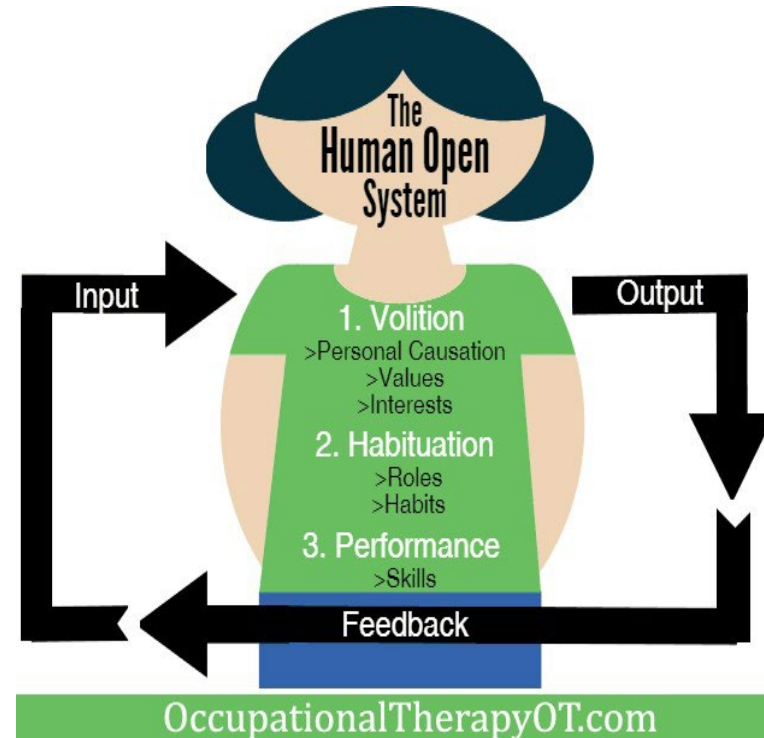 The
Human Open
System
Input
Output
1. Volition
>Personal Causation
>Values
>Interests
2. Habituation
>Roles
>Habits
3. Performance
>Skills
Feedback
OccupationalTherapyOT.com